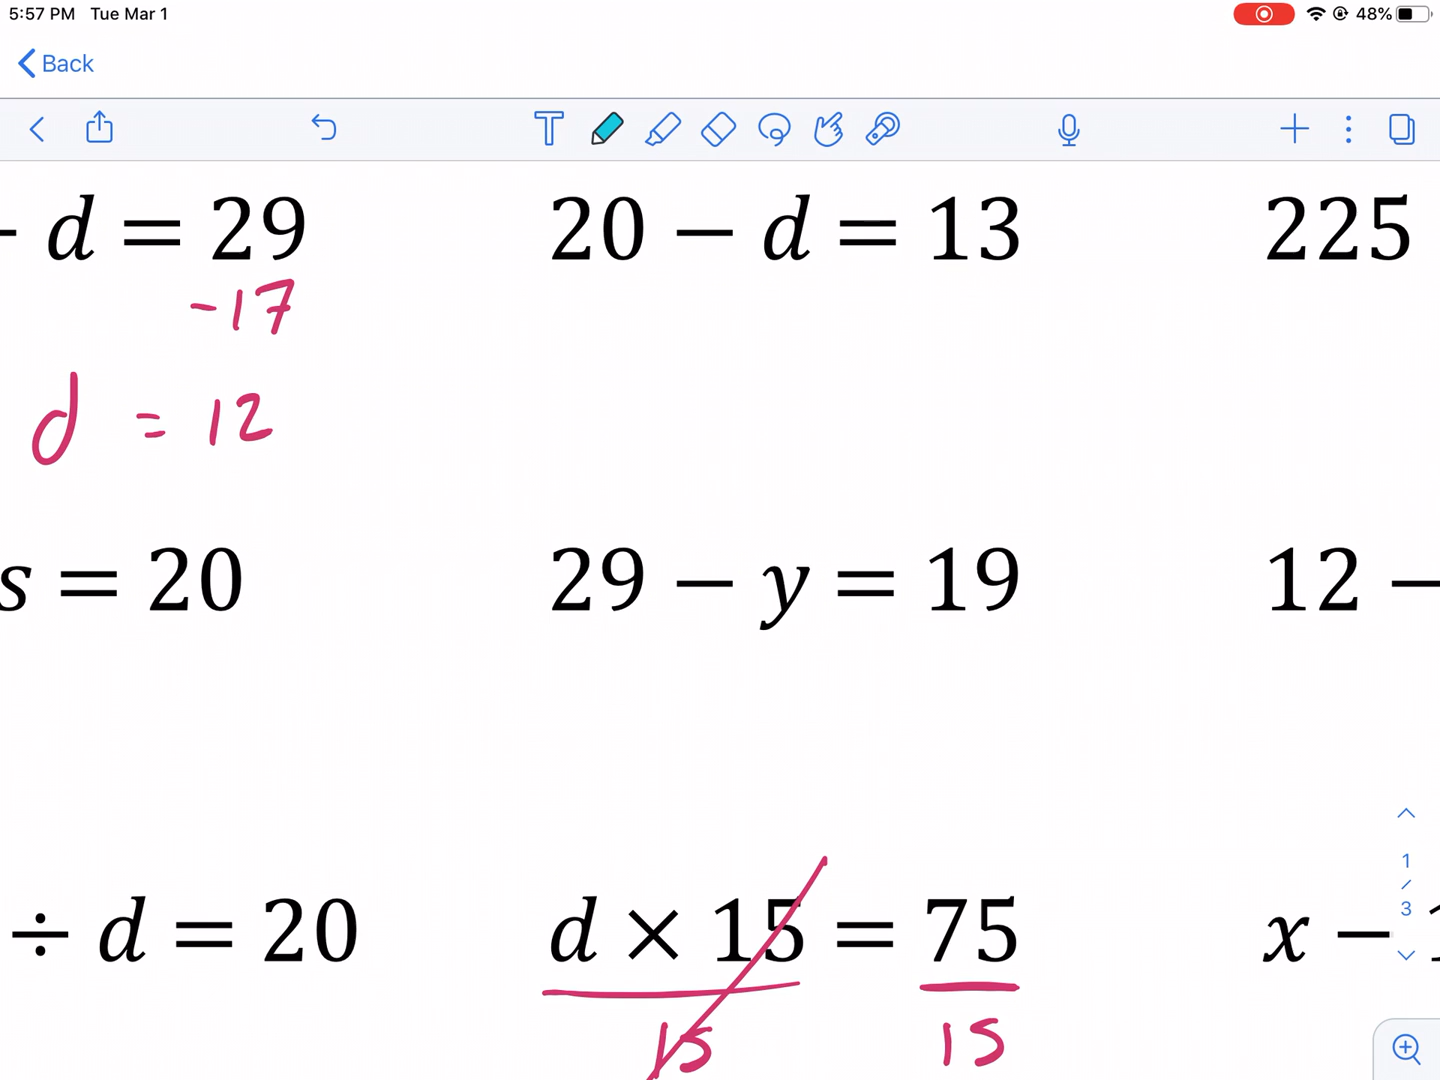 5:57 PM Tue Mar 1 48%
Back
T
- d = 29 20 − d = 13 225
-17
d = 12
s = 20 29 − y = 19 12 −
1
/
3
÷ d = 20 d × 15 = 75 x −
15 15